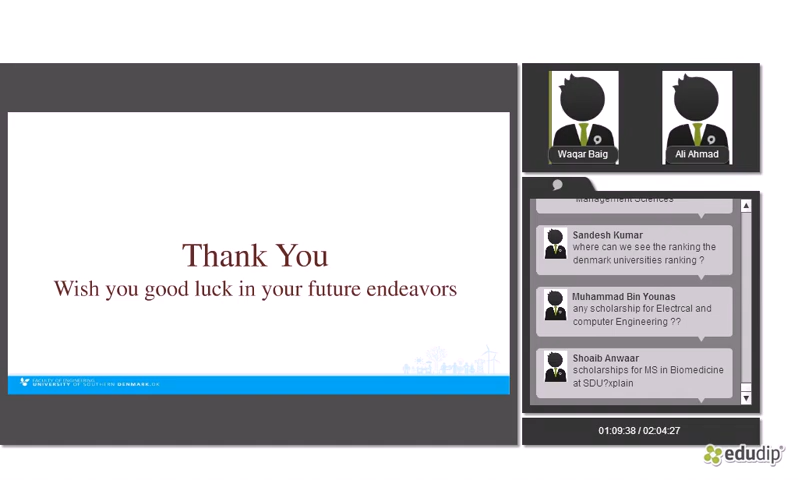 Thank You
Wish you good luck in your future endeavors
FACULTY OF ENGINEERING
UNIVERSITY OF SOUTHERN DENMARK.DK
Waqar Baig
Ali Ahmad
Management Sciences
Sandesh Kumar
where can we see the ranking the
denmark universities ranking ?
Muhammad Bin Younas
any scholarship for Electrcal and
computer Engineering ??
Shoaib Anwaar
scholarships for MS in Biomedicine
at SDU?xplain
01:09:38 / 02:04:27
edudip